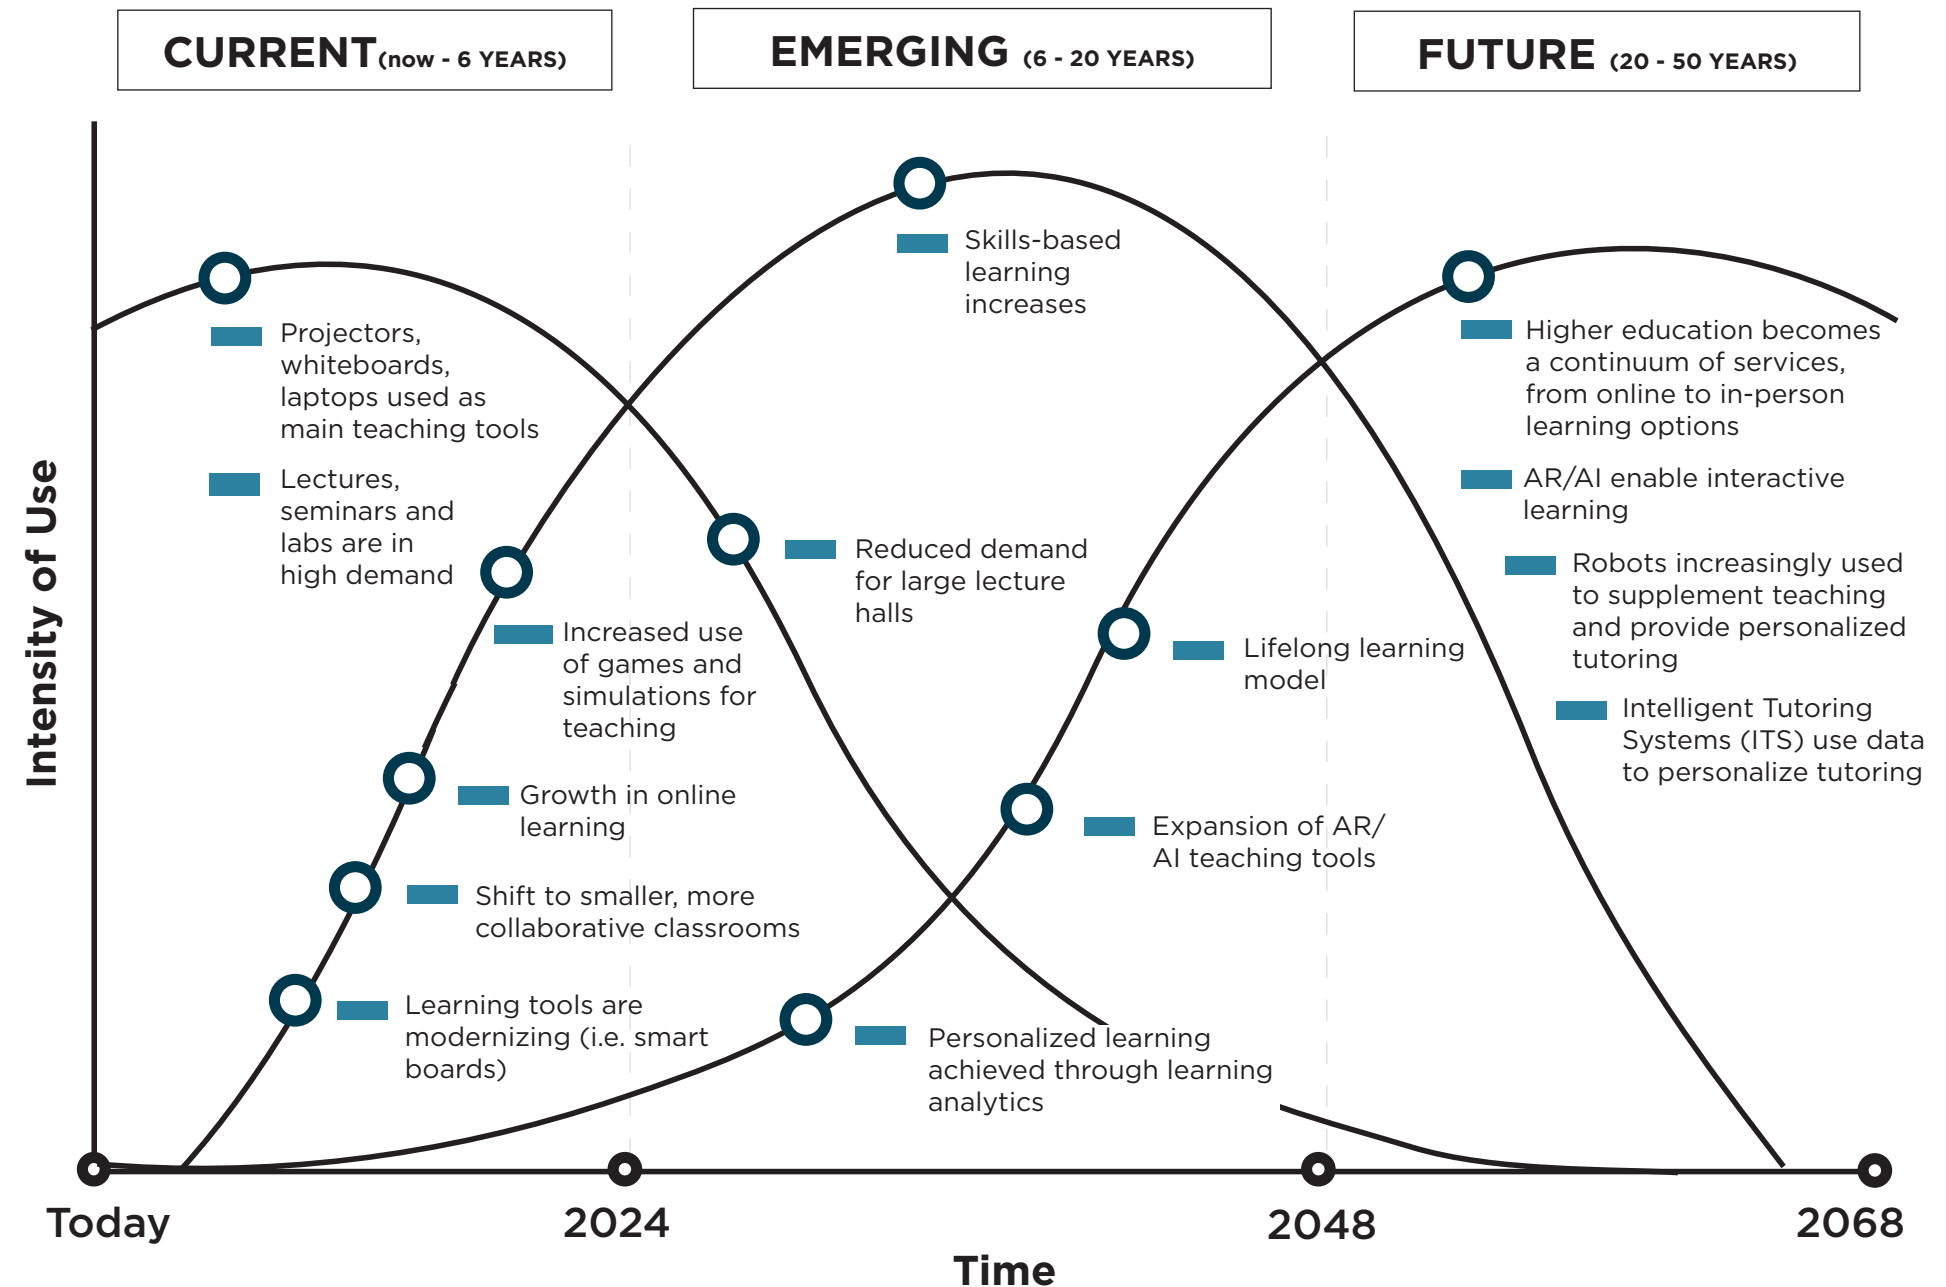 CURRENT(now - 6 YEARS)
EMERGING (6 - 20 YEARS)
FUTURE (20 - 50 YEARS)
Intensity of Use
Projectors,
whiteboards,
laptops used as
main teaching tools
Lectures,
seminars and
labs are in
high demand
Increased use
of games and
simulations for
teaching
Growth in online
learning
Shift to smaller, more
collaborative classrooms
Learning tools are
modernizing (i.e. smart
boards)
Skills-based
learning
increases
Reduced demand
for large lecture
halls
Lifelong learning
model
Expansion of AR/
AI teaching tools
Personalized learning
achieved through learning
analytics
Higher education becomes
a continuum of services,
from online to in-person
learning options
AR/AI enable interactive
learning
Robots increasingly used
to supplement teaching
and provide personalized
tutoring
Intelligent Tutoring
Systems (ITS) use data
to personalize tutoring
Today
2024
2048
2068
Time